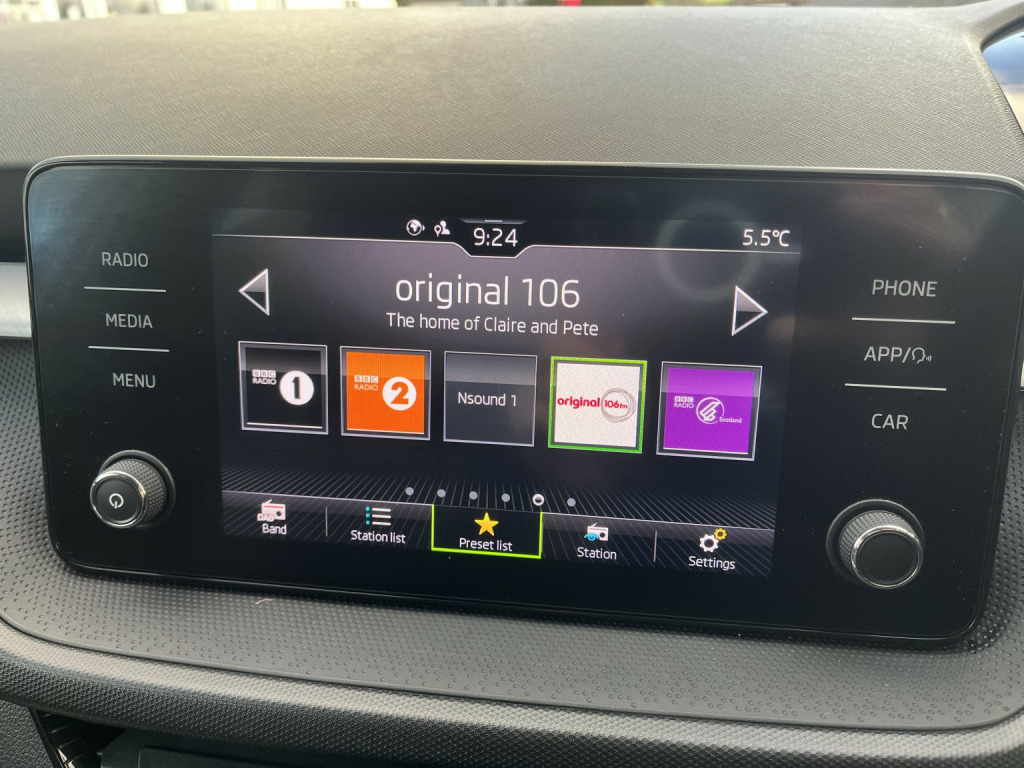 9:24
5.5°C
RADIO
MEDIA
MENU
original 106
The home of Claire and Pete
PHONE
APP/
CAR
BBC
RADIO
1
BBC
RADIO
2
Nsound 1
original 106fm
BBC
RADIO
Scotland
DAB
Band
Station list
Preset list
Station
Settings